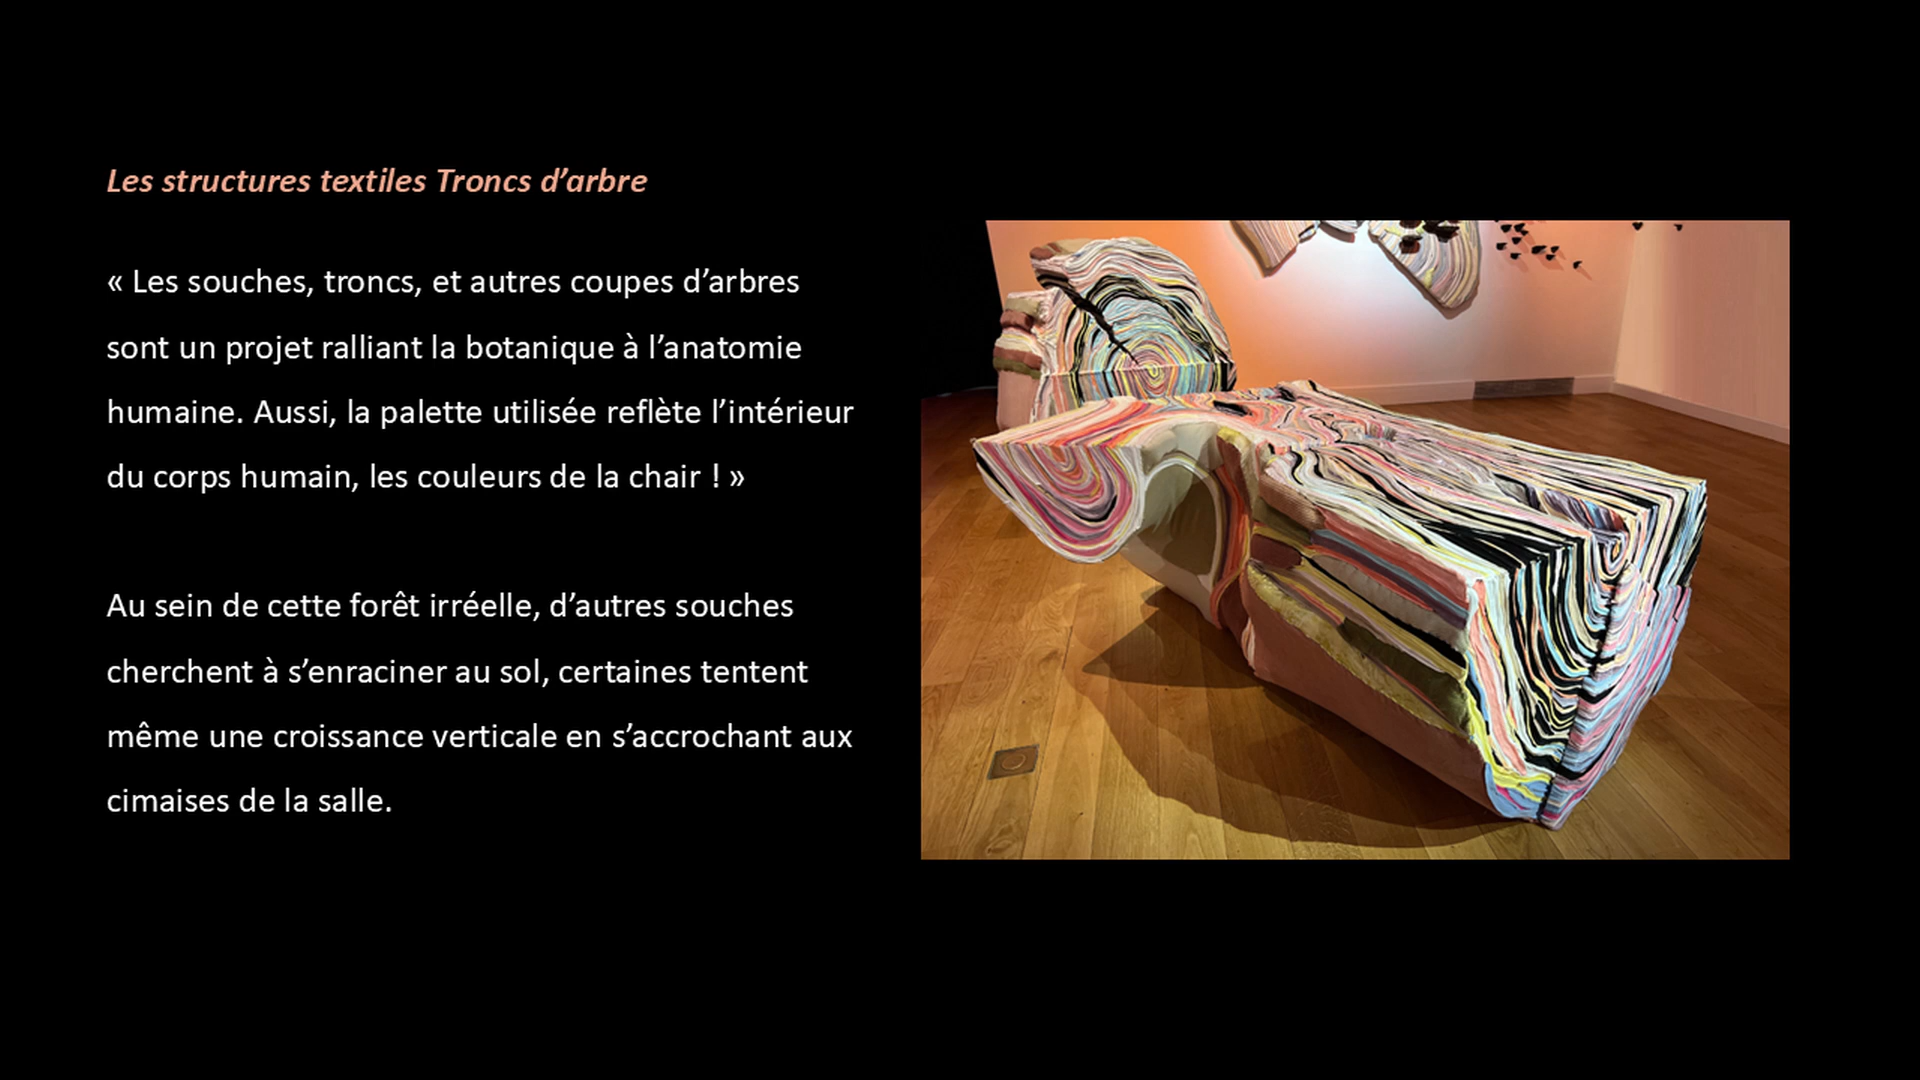 Les structures textiles Troncs d’arbre
« Les souches, troncs, et autres coupes d’arbres
sont un projet ralliant la botanique à l’anatomie
humaine. Aussi, la palette utilisée reflète l’intérieur
du corps humain, les couleurs de la chair ! »
Au sein de cette forêt irréelle, d’autres souches
cherchent à s’enraciner au sol, certaines tentent
même une croissance verticale en s’accrochant aux
cimaises de la salle.